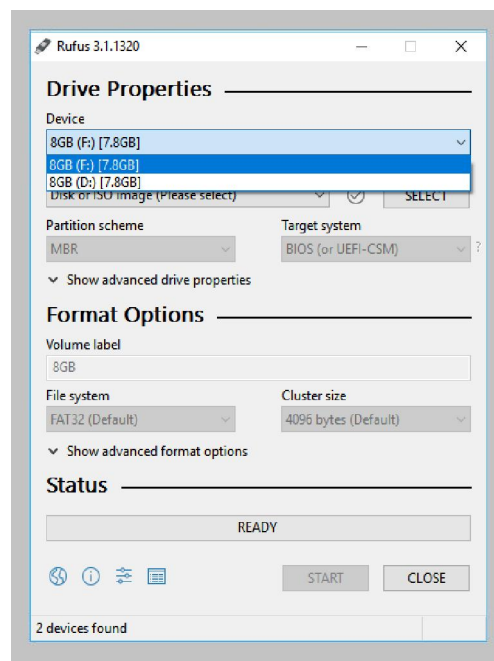 Rufus 3.1.1320
Drive Properties
Device
8GB (F:) [7.8GB]
8GB (F:) [7.8GB]
8GB (D:) [7.8GB]
Disk or ISO image (Please select) SELECT
Partition scheme Target system
MBR BIOS (or UEFI-CSM) ?
Show advanced drive properties
Format Options
Volume label
8GB
File system Cluster size
FAT32 (Default) 4096 bytes (Default)
Show advanced format options
Status
READY
START CLOSE
2 devices found